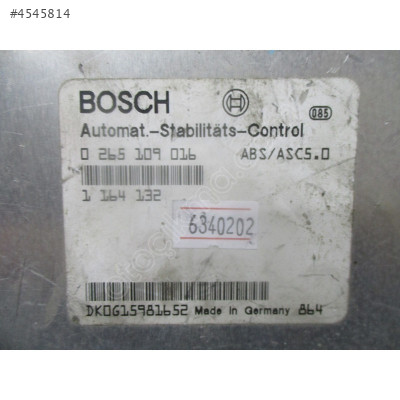 #4545814
BOSCH
085
Automat.-Stabilitäts-Control
0 265 109 016 ABS/ASC5.0
1 164 132
6340202
DK0G15981652 Made in Germany 864